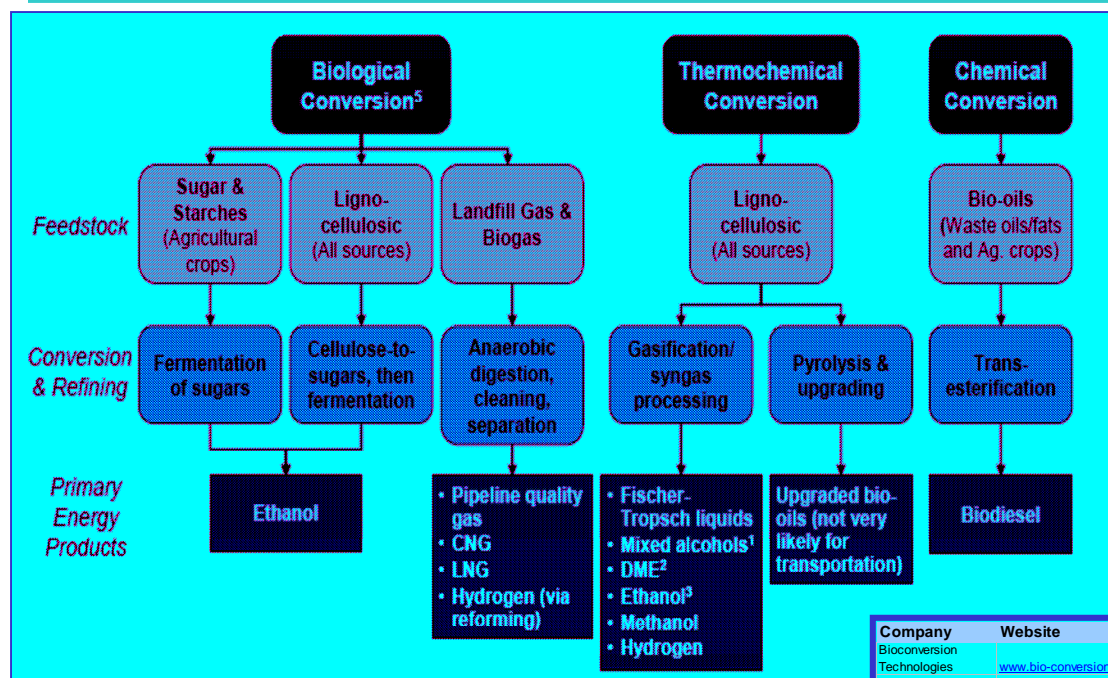 Biological
Conversion⁵
Thermochemical
Conversion
Chemical
Conversion
Feedstock
Sugar &
Starches
(Agricultural
crops)
Ligno-
cellulosic
(All sources)
Landfill Gas &
Biogas
Ligno-
cellulosic
(All sources)
Bio-oils
(Waste oils/fats
and Ag. crops)
Conversion
& Refining
Fermentation
of sugars
Cellulose-to-
sugars, then
fermentation
Anaerobic
digestion,
cleaning,
separation
Gasification/
syngas
processing
Pyrolysis &
upgrading
Trans-
esterification
Primary
Energy
Products
Ethanol
• Pipeline quality
gas
• CNG
• LNG
• Hydrogen (via
reforming)
• Fischer-
Tropsch liquids
• Mixed alcohols¹
• DME²
• Ethanol³
• Methanol
• Hydrogen
Upgraded bio-
oils (not very
likely for
transportation)
Biodiesel
Company Website
Bioconversion
Technologies www.bio-conversion